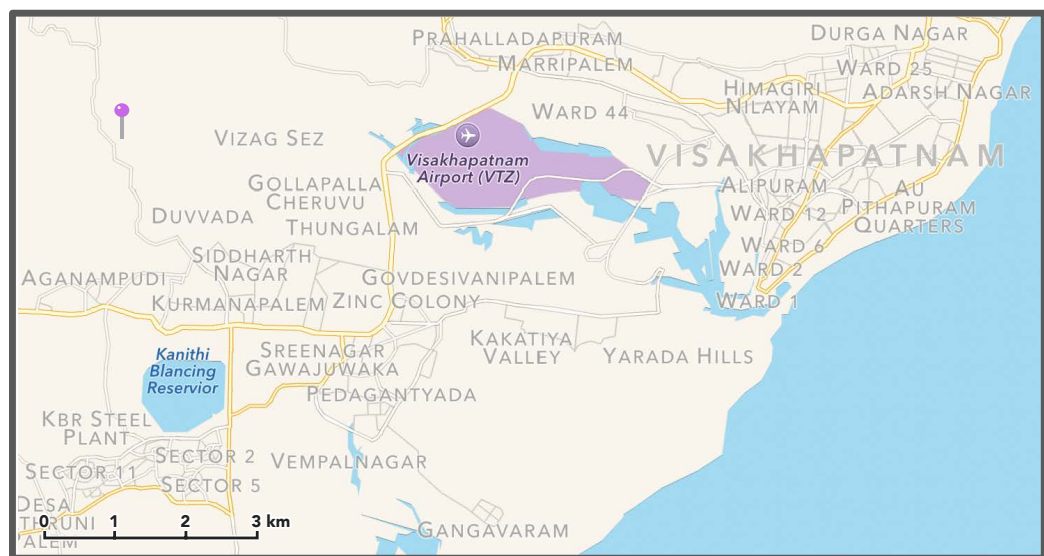 PRAHALLADAPURAM
DURGA NAGAR
MARRIPALEM
WARD 25
HIMAGIRI
NILAYAM
ADARSH NAGAR
WARD 44
VIZAG SEZ
Visakhapatnam
Airport (VTZ)
VISAKHAPATNAM
GOLLAPALLA
CHERUVU
ALIPURAM
AU
PITHAPURAM
QUARTERS
DUVVADA
THUNGALAM
WARD 12
SIDDHARTH
NAGAR
WARD 6
AGANAMPUDI
GOVDESIVANIPALEM
WARD 2
KURMANAPALEM
ZINC COLONY
WARD 1
KAKATIYA
VALLEY
YARADA HILLS
Kanithi
Blancing
Reservior
SREENAGAR
GAWAJUWAKA
PEDAGANTYADA
KBR STEEL
PLANT
SECTOR 2
VEMPALNAGAR
SECTOR 11
SECTOR 5
DESA
THRUNI
PALEM
0 1 2 3 km
GANGAVARAM